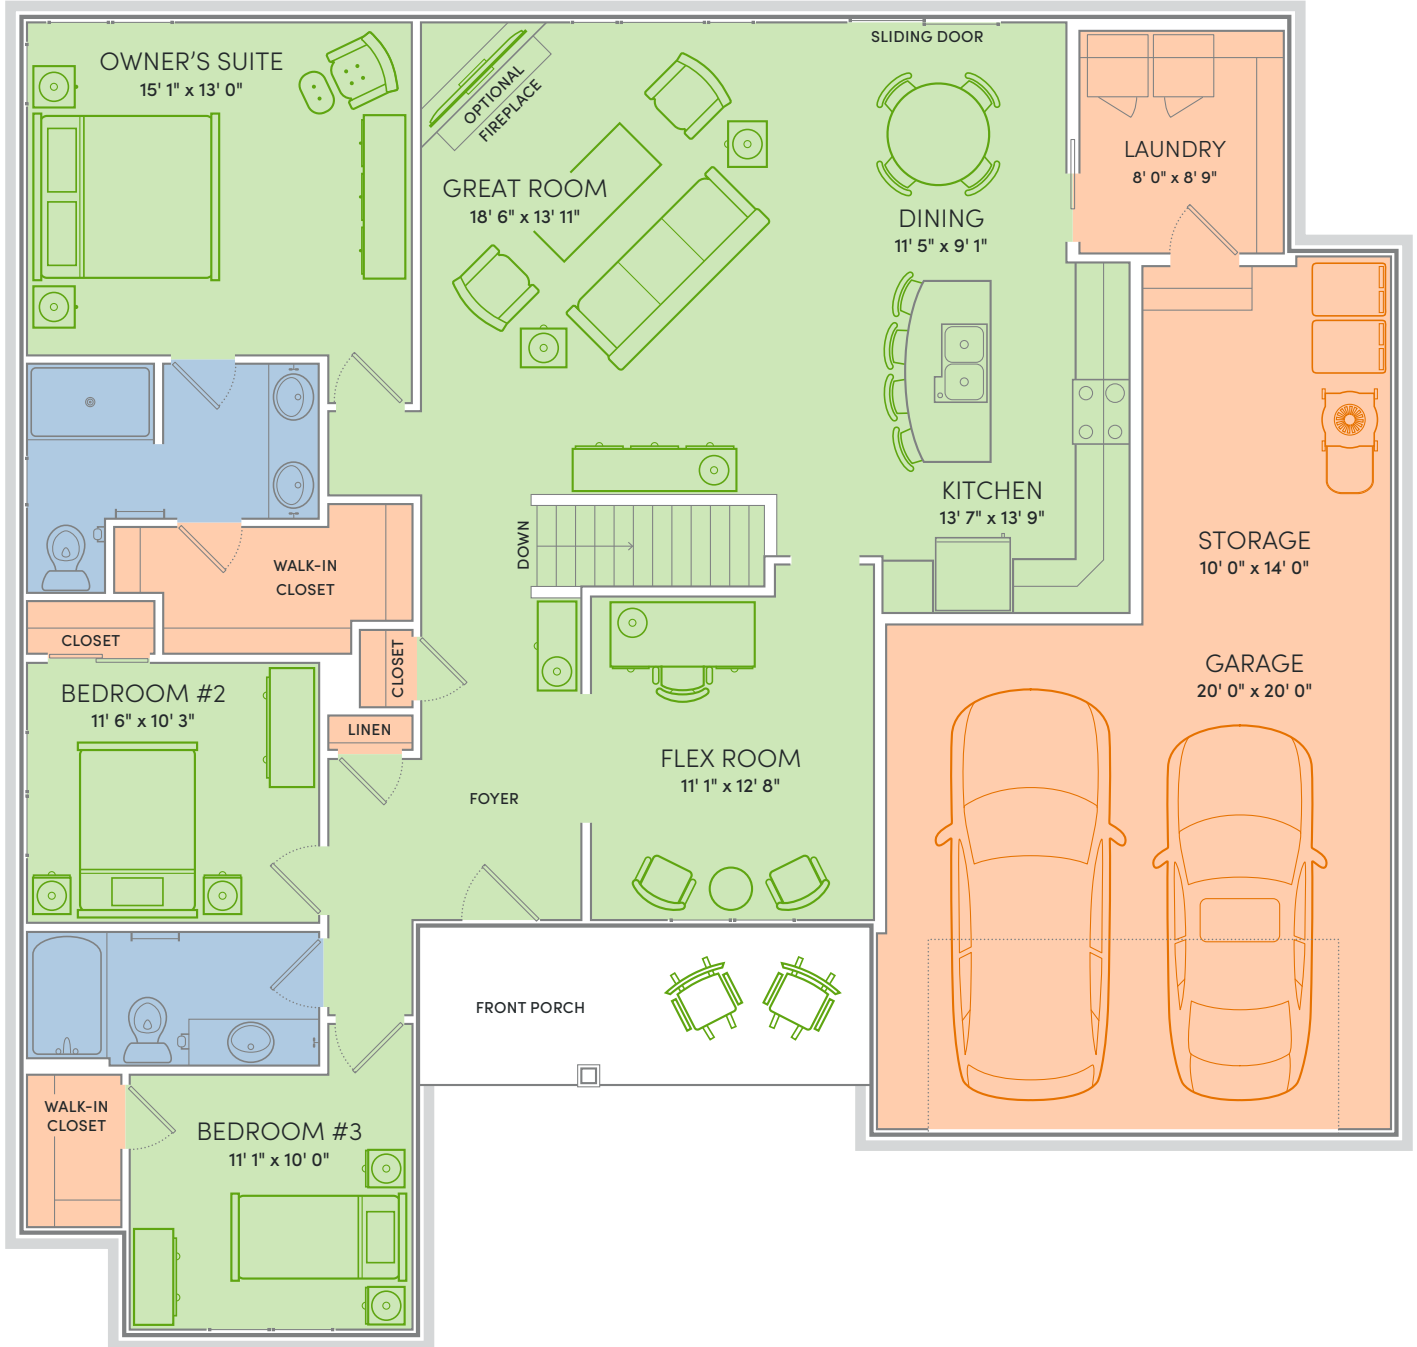 OWNER'S SUITE
15' 1" x 13' 0"
SLIDING DOOR
OPTIONAL
FIREPLACE
GREAT ROOM
18' 6" x 13' 11"
DINING
11' 5" x 9' 1"
LAUNDRY
8' 0" x 8' 9"
KITCHEN
13' 7" x 13' 9"
DOWN
STORAGE
10' 0" x 14' 0"
WALK-IN
CLOSET
CLOSET
CLOSET
BEDROOM #2
11' 6" x 10' 3"
LINEN
GARAGE
20' 0" x 20' 0"
FLEX ROOM
11' 1" x 12' 8"
FOYER
FRONT PORCH
WALK-IN
CLOSET
BEDROOM #3
11' 1" x 10' 0"